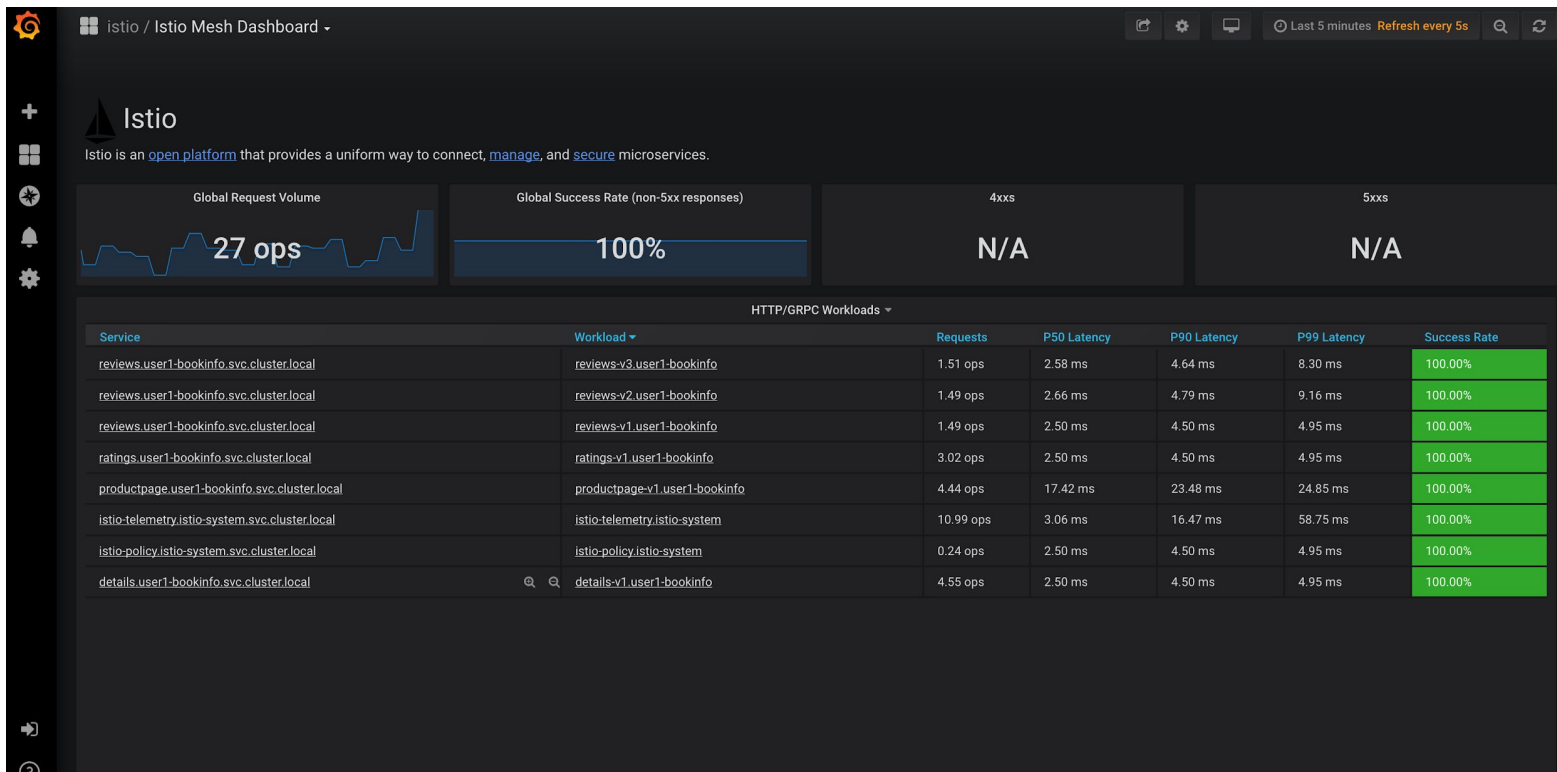 istio / Istio Mesh Dashboard
Last 5 minutes Refresh every 5s
Istio
Istio is an open platform that provides a uniform way to connect, manage, and secure microservices.
Global Request Volume
27 ops
Global Success Rate (non-5xx responses)
100%
4xxs
N/A
5xxs
N/A
HTTP/GRPC Workloads
Service Workload Requests P50 Latency P90 Latency P99 Latency Success Rate
reviews.user1-bookinfo.svc.cluster.local reviews-v3.user1-bookinfo 1.51 ops 2.58 ms 4.64 ms 8.30 ms 100.00%
reviews.user1-bookinfo.svc.cluster.local reviews-v2.user1-bookinfo 1.49 ops 2.66 ms 4.79 ms 9.16 ms 100.00%
reviews.user1-bookinfo.svc.cluster.local reviews-v1.user1-bookinfo 1.49 ops 2.50 ms 4.50 ms 4.95 ms 100.00%
ratings.user1-bookinfo.svc.cluster.local ratings-v1.user1-bookinfo 3.02 ops 2.50 ms 4.50 ms 4.95 ms 100.00%
productpage.user1-bookinfo.svc.cluster.local productpage-v1.user1-bookinfo 4.44 ops 17.42 ms 23.48 ms 24.85 ms 100.00%
istio-telemetry.istio-system.svc.cluster.local istio-telemetry.istio-system 10.99 ops 3.06 ms 16.47 ms 58.75 ms 100.00%
istio-policy.istio-system.svc.cluster.local istio-policy.istio-system 0.24 ops 2.50 ms 4.50 ms 4.95 ms 100.00%
details.user1-bookinfo.svc.cluster.local details-v1.user1-bookinfo 4.55 ops 2.50 ms 4.50 ms 4.95 ms 100.00%